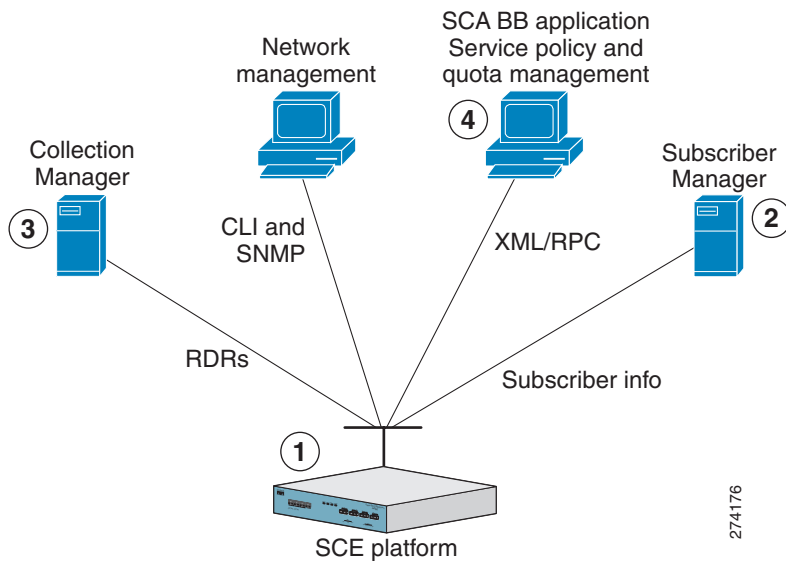 Network
management
SCA BB application
Service policy and
quota management
4
Collection
Manager
3
Subscriber
Manager
2
CLI and
SNMP
XML/RPC
RDRs
Subscriber info
1
SCE platform
274176